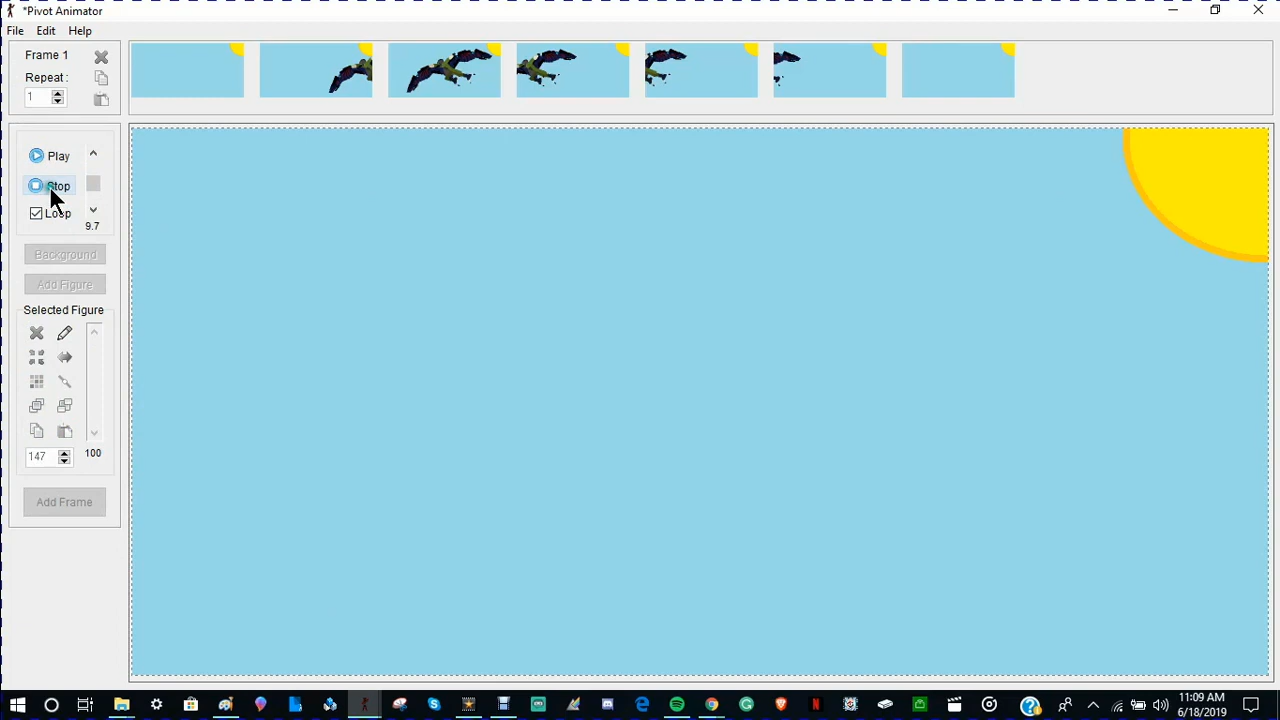 *Pivot Animator
File Edit Help
Frame 1
Repeat :
1
Play
Stop
Loop
9.7
Background
Add Figure
Selected Figure
147
100
Add Frame
11:09 AM
6/18/2019